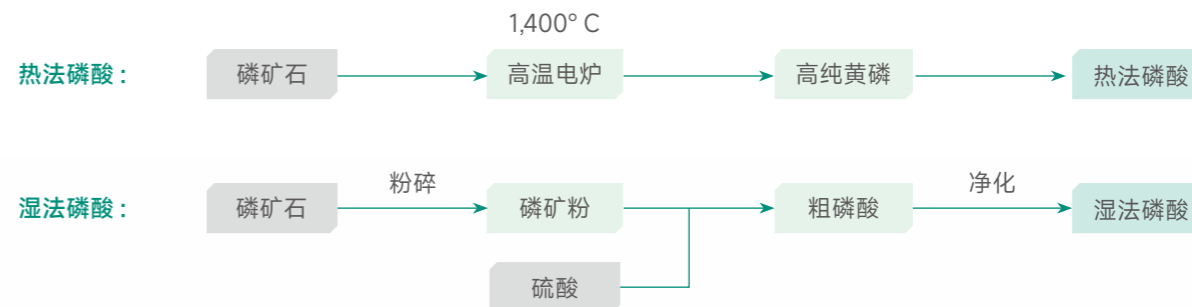 1,400° C
热法磷酸: 磷矿石 高温电炉 高纯黄磷 热法磷酸
粉碎 净化
湿法磷酸: 磷矿石 磷矿粉 粗磷酸 湿法磷酸
硫酸